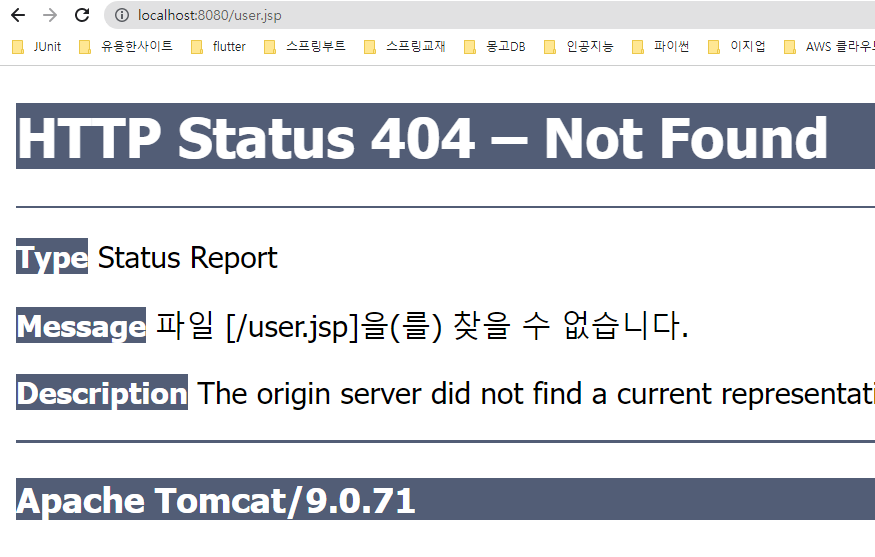 localhost:8080/user.jsp
JUnit 유용한사이트 flutter 스프링부트 스프링교재 몽고DB 인공지능 파이썬 이지업 AWS 클라우
HTTP Status 404 – Not Found
Type Status Report
Message 파일 [/user.jsp]을(를) 찾을 수 없습니다.
Description The origin server did not find a current representati
Apache Tomcat/9.0.71